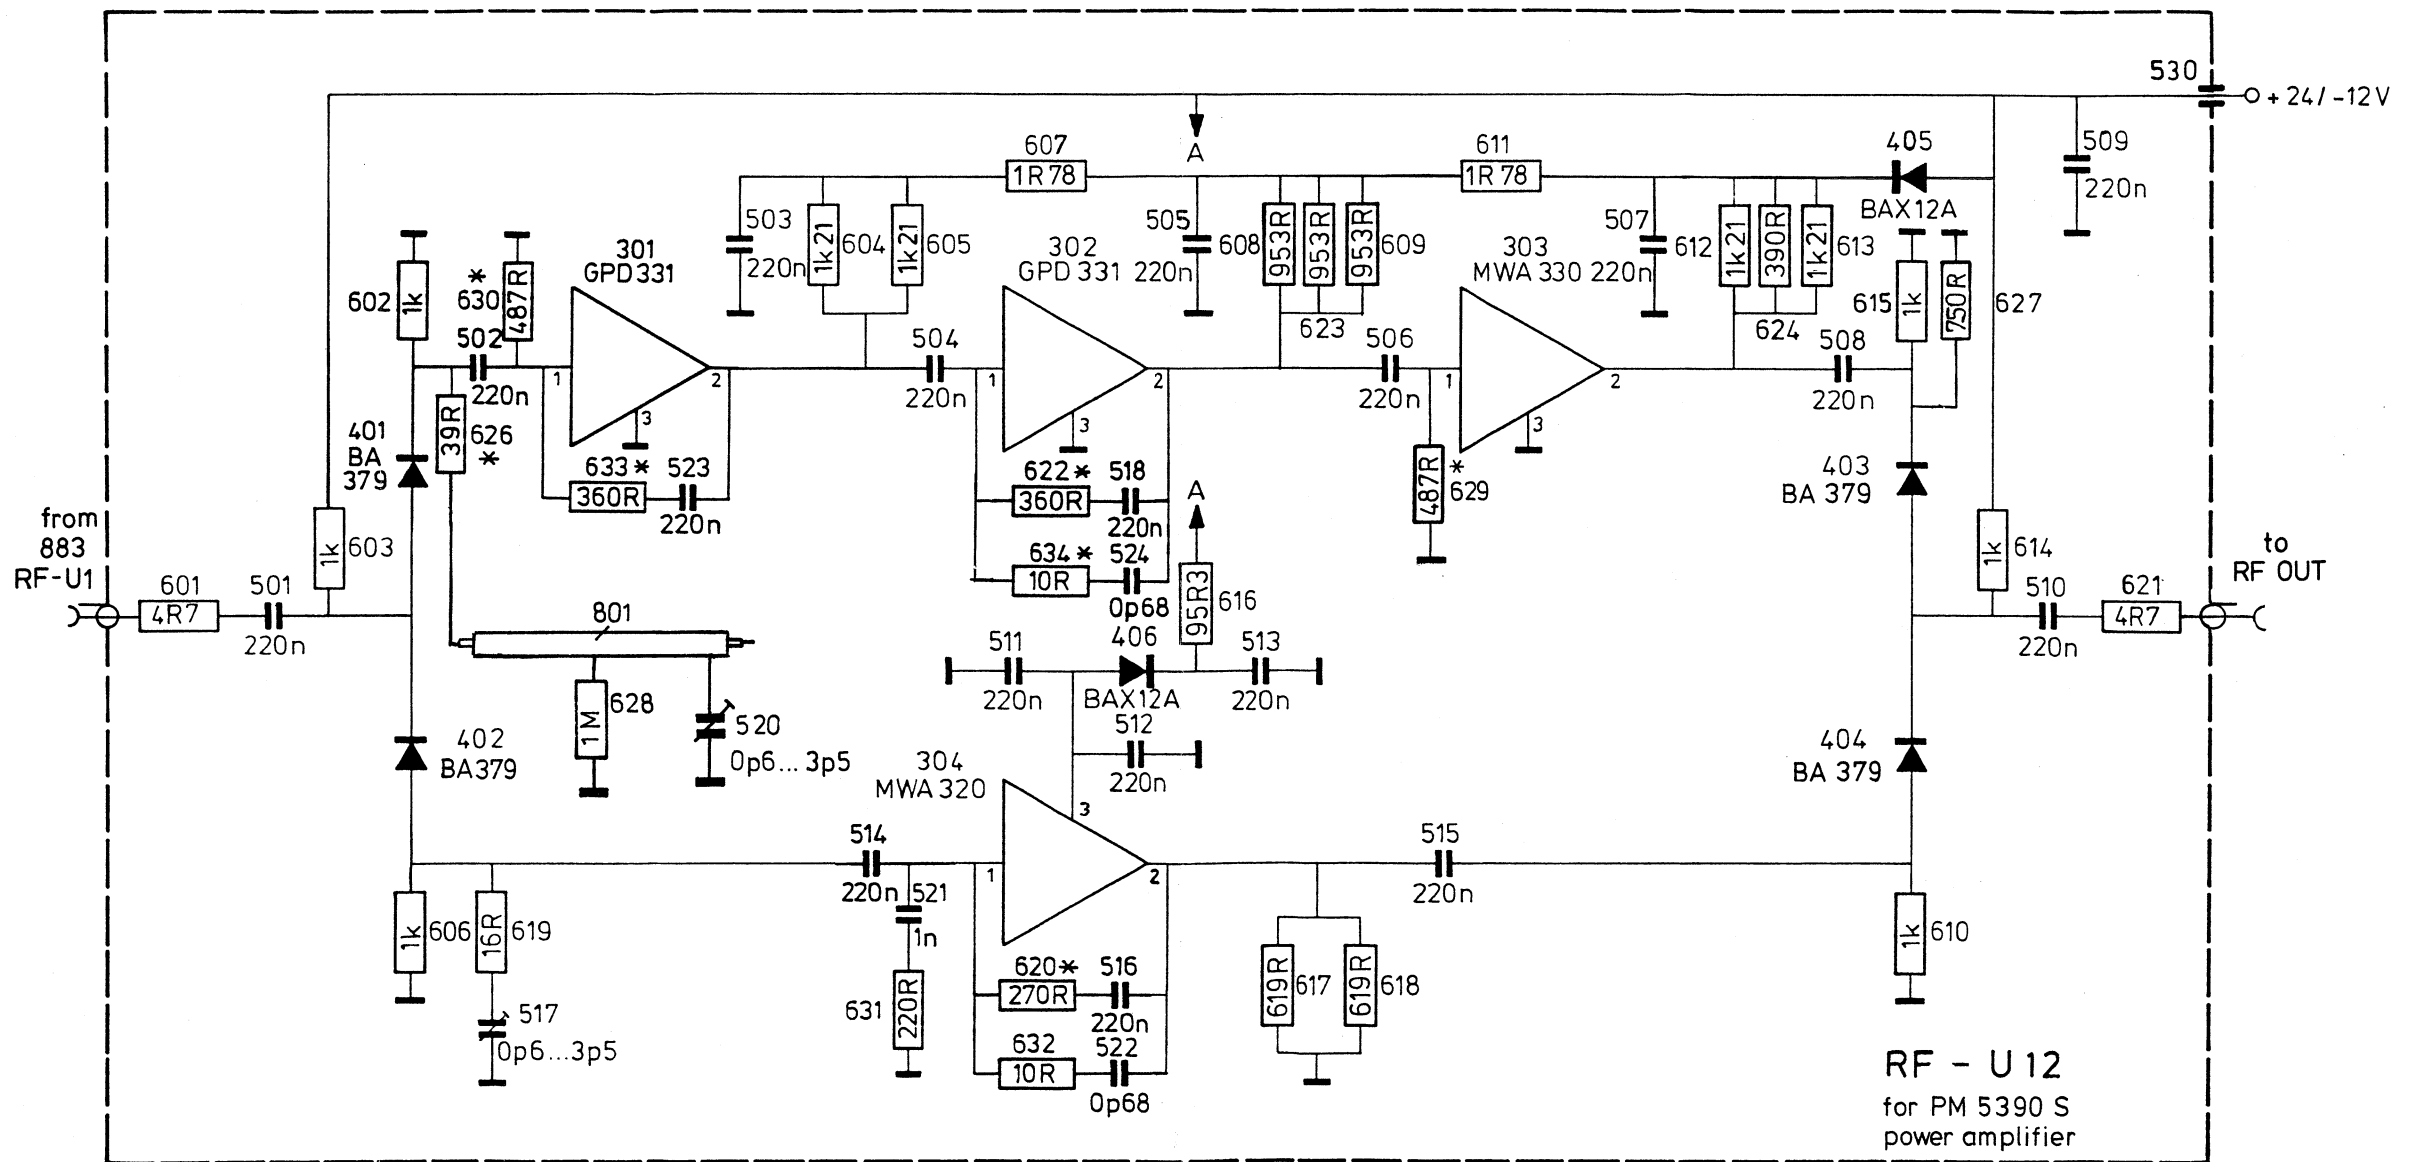 530
+ 24 / -12V
A
607
1R78
611
1R78
405
BAX12A
509
220n
503
220n
1k21
604
1k21
605
505
220n
608
953R
953R
953R
609
623
507
220n
612
1k21
390R
1k21
613
624
615
1k
750R
627
602
1k
*
630
487R
502
220n
301
GPD 331
1
2
3
504
220n
302
GPD 331
1
2
3
506
220n
303
MWA 330
1
2
3
508
220n
401
BA
379
39R
626
*
633 *
360R
523
220n
622 *
360R
518
220n
634 *
10R
524
0p68
A
95R3
616
487R
*
629
403
BA 379
from
883
RF-U1
601
4R7
501
220n
1k
603
801
1M
628
520
0p6...3p5
511
220n
406
BAX12A
513
220n
512
220n
1k
614
510
220n
621
4R7
to
RF OUT
402
BA379
304
MWA 320
1
2
3
404
BA 379
514
220n
521
1n
631
220R
515
220n
1k
606
16R
619
517
0p6...3p5
620*
270R
516
220n
632
10R
522
0p68
619R
617
619R
618
1k
610
RF - U 12
for PM 5390 S
power amplifier